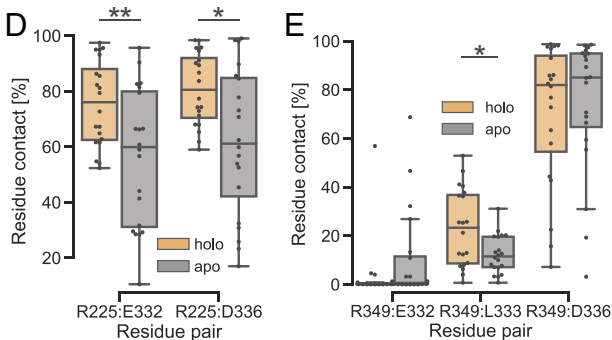 D
**
*
Residue contact [%]
100
80
60
40
20
holo
apo
R225:E332 R225:D336
Residue pair
E
*
Residue contact [%]
100
80
60
40
20
0
holo
apo
R349:E332 R349:L333 R349:D336
Residue pair